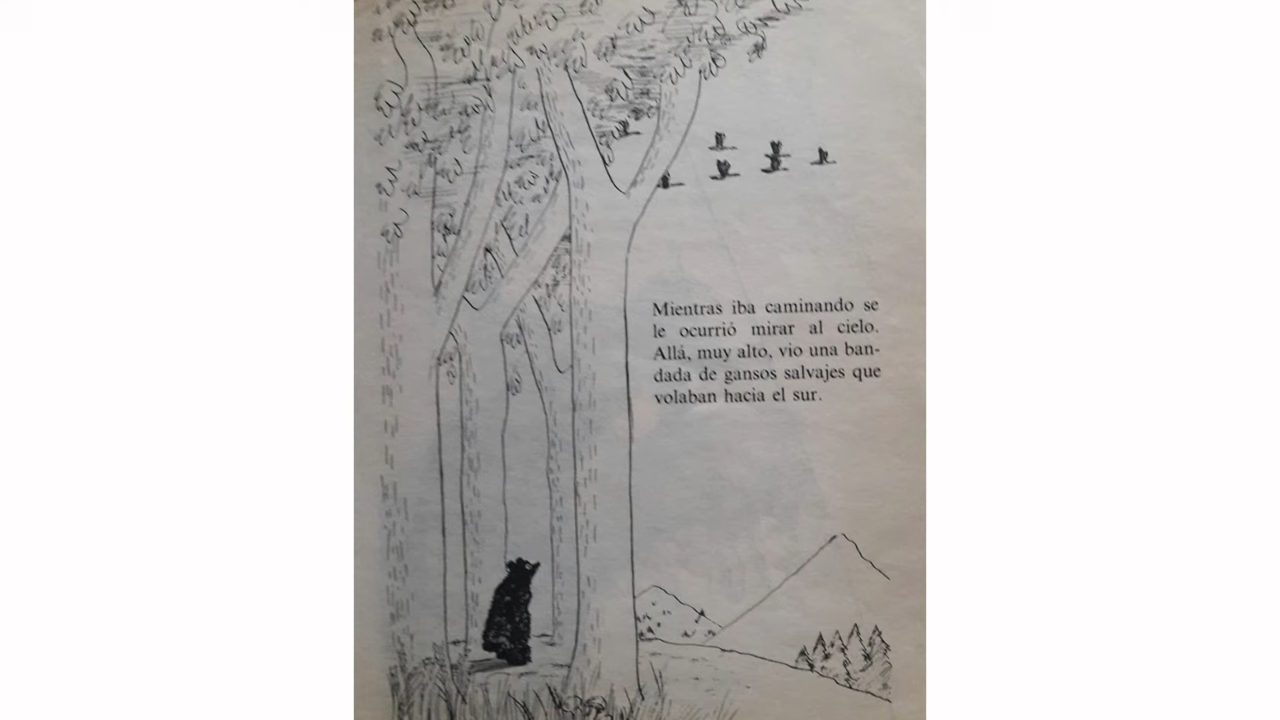 Mientras iba caminando se
le ocurrió mirar al cielo.
Allá, muy alto, vio una ban-
dada de gansos salvajes que
volaban hacia el sur.